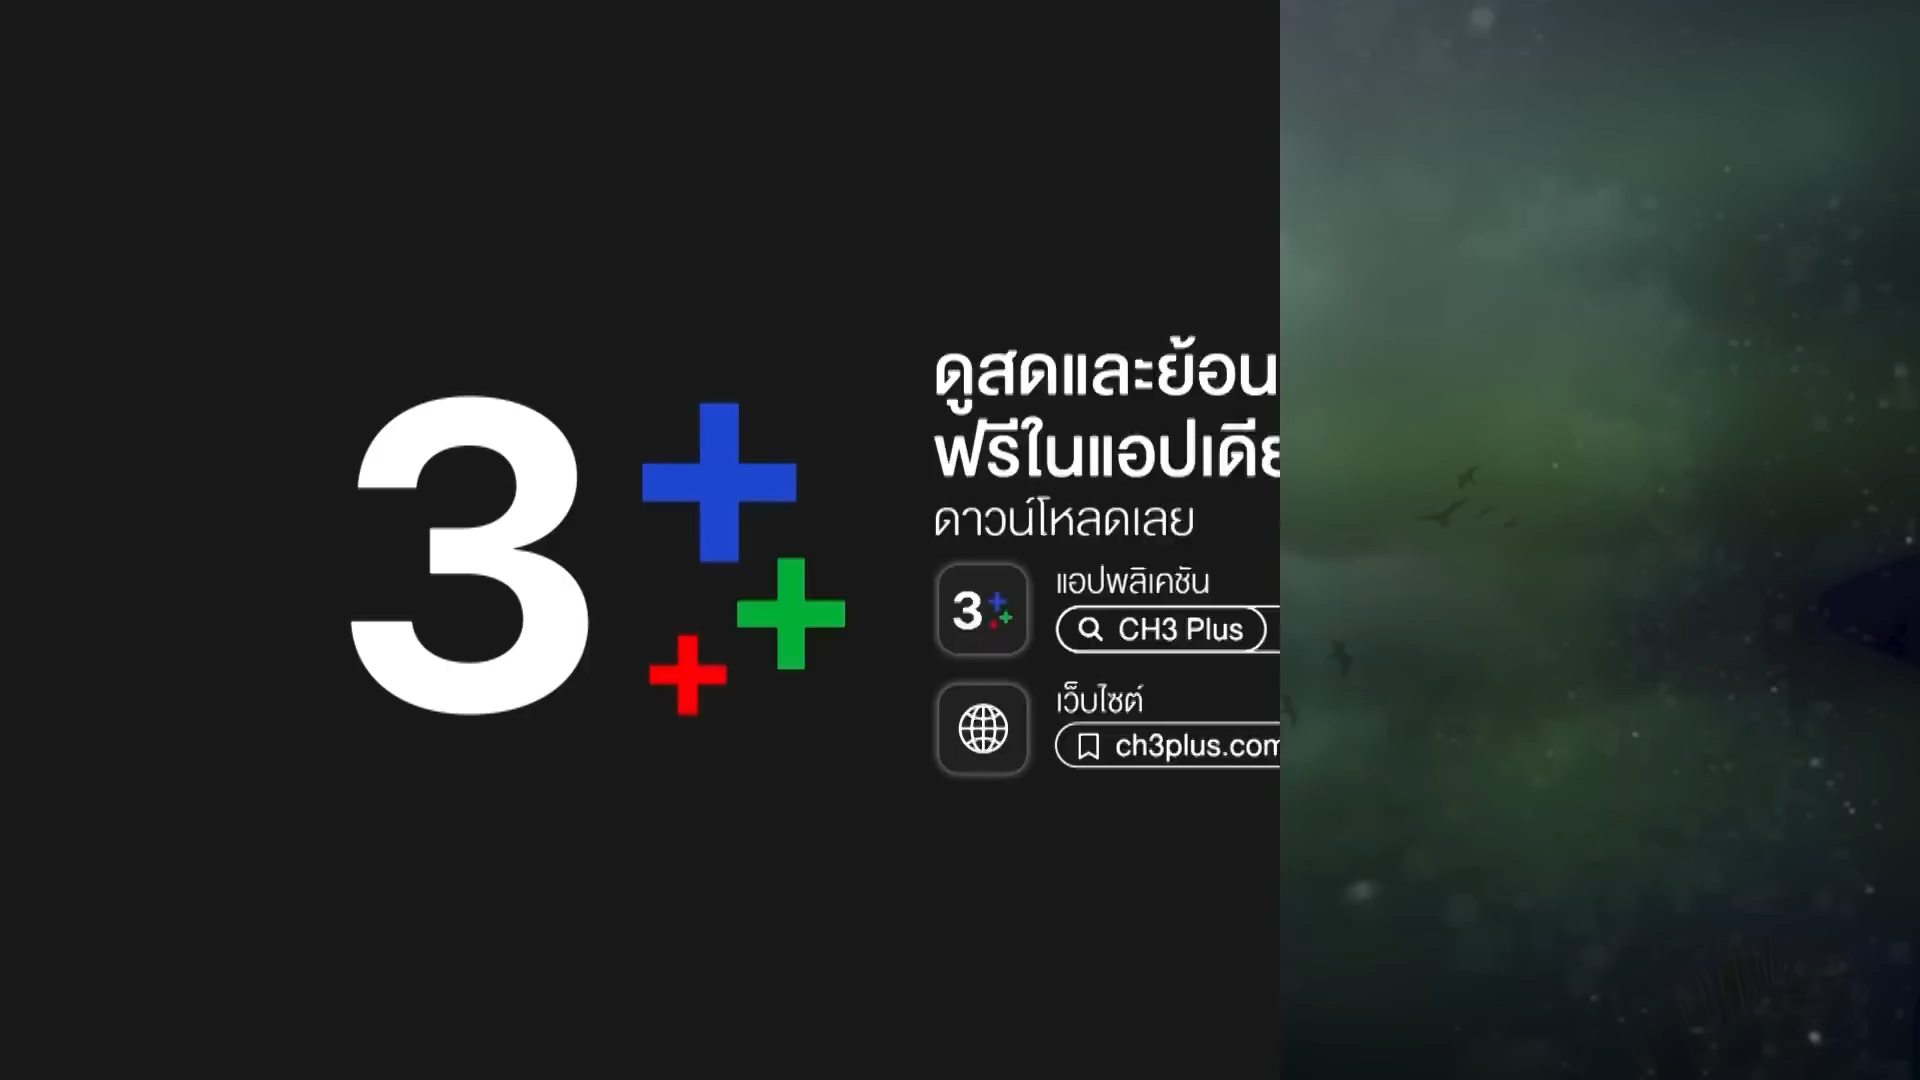 3
ดูสดและย้อน
ฟรีในแอปเดีย
ดาวน์โหลดเลย
3
แอปพลิเคชัน
CH3 Plus
เว็บไซต์
ch3plus.com